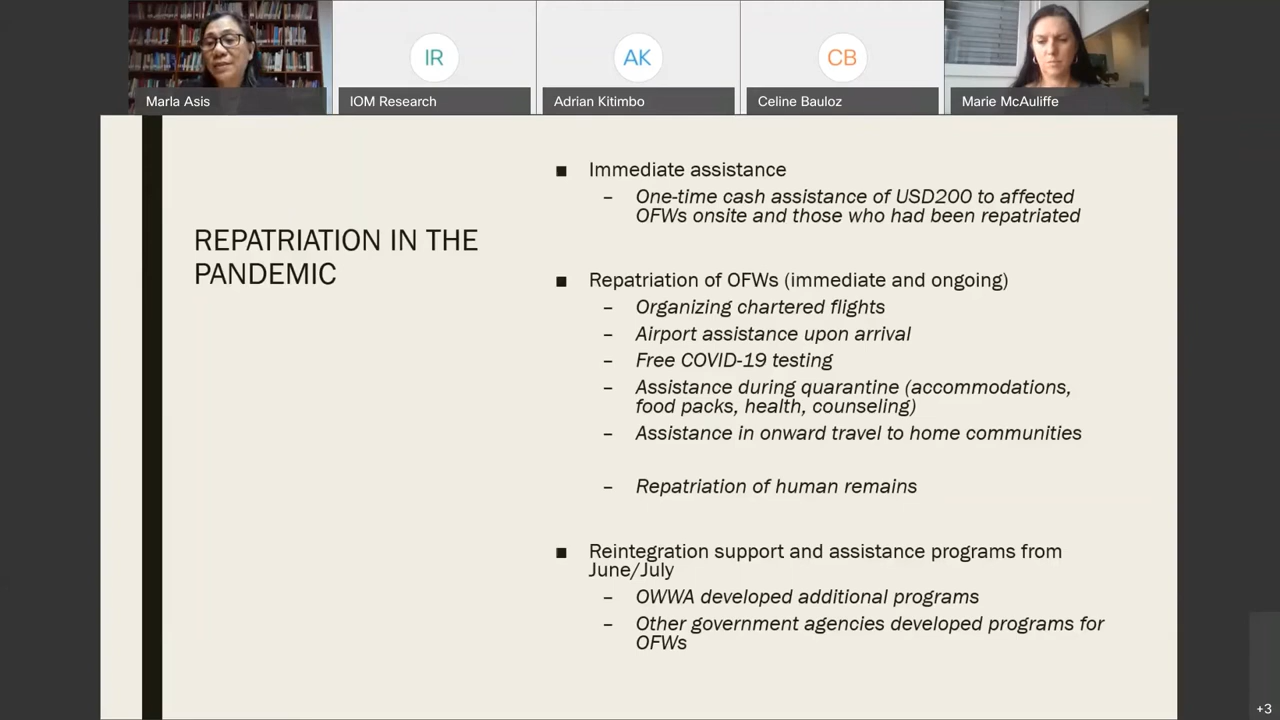 Marla Asis
IR
IOM Research
AK
Adrian Kitimbo
CB
Celine Bauloz
Marie McAuliffe
REPATRIATION IN THE
PANDEMIC
■ Immediate assistance
– One-time cash assistance of USD200 to affected
OFWs onsite and those who had been repatriated
■ Repatriation of OFWs (immediate and ongoing)
– Organizing chartered flights
– Airport assistance upon arrival
– Free COVID-19 testing
– Assistance during quarantine (accommodations,
food packs, health, counseling)
– Assistance in onward travel to home communities
– Repatriation of human remains
■ Reintegration support and assistance programs from
June/July
– OWWA developed additional programs
– Other government agencies developed programs for
OFWs
+3